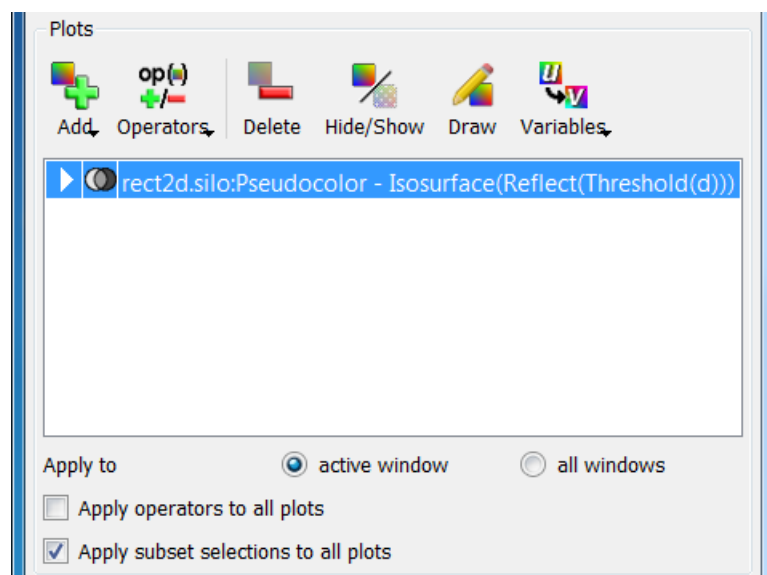 Plots
op( )
+/-
U
V
Add Operators Delete Hide/Show Draw Variables
rect2d.silo:Pseudocolor - Isosurface(Reflect(Threshold(d)))
Apply to active window all windows
Apply operators to all plots
Apply subset selections to all plots